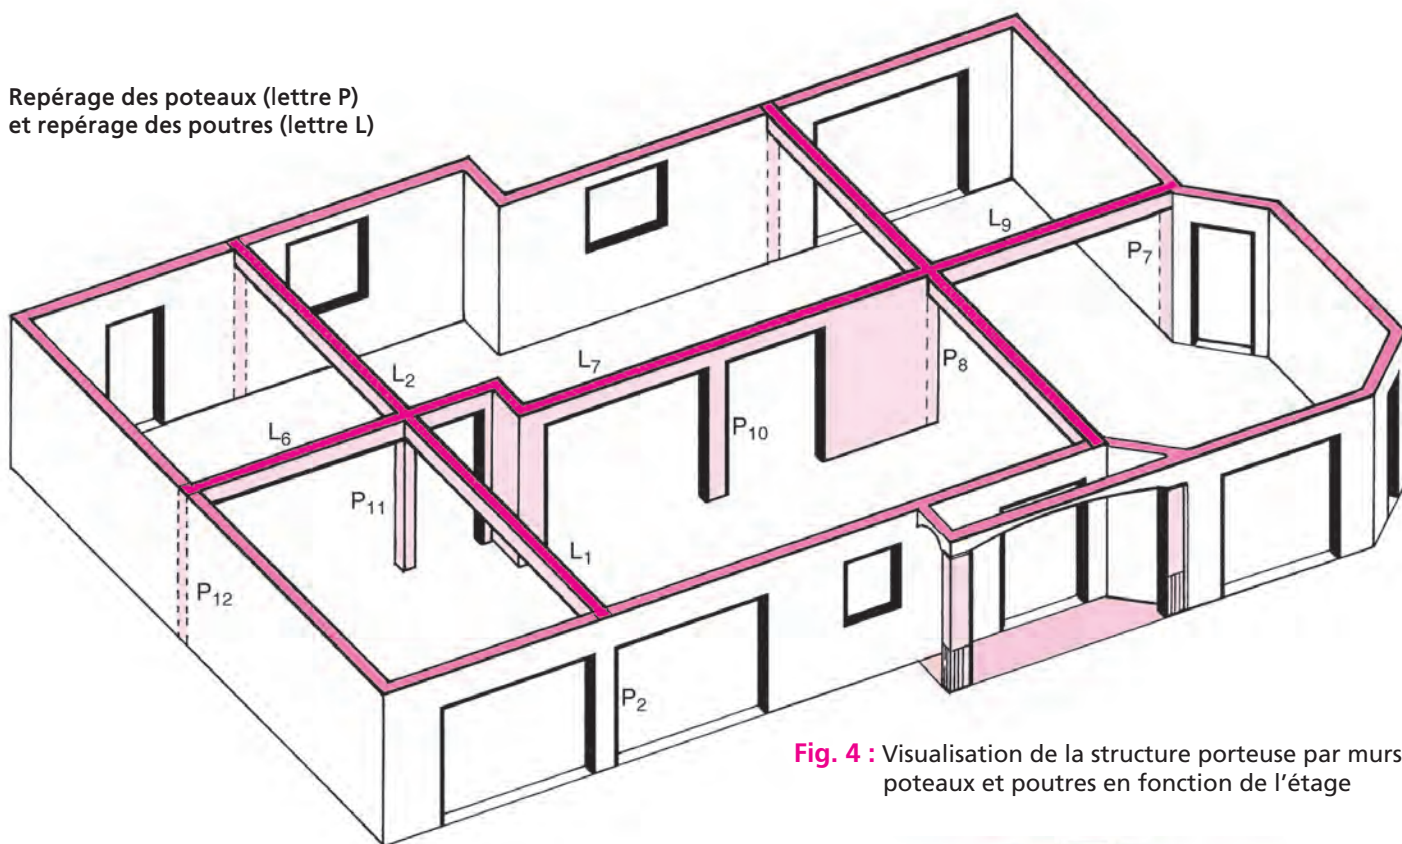 Repérage des poteaux (lettre P)
et repérage des poutres (lettre L)
L9
P7
L7
L2
P8
L6
P10
P11
L1
P12
P2
Fig. 4 : Visualisation de la structure porteuse par murs
poteaux et poutres en fonction de l'étage